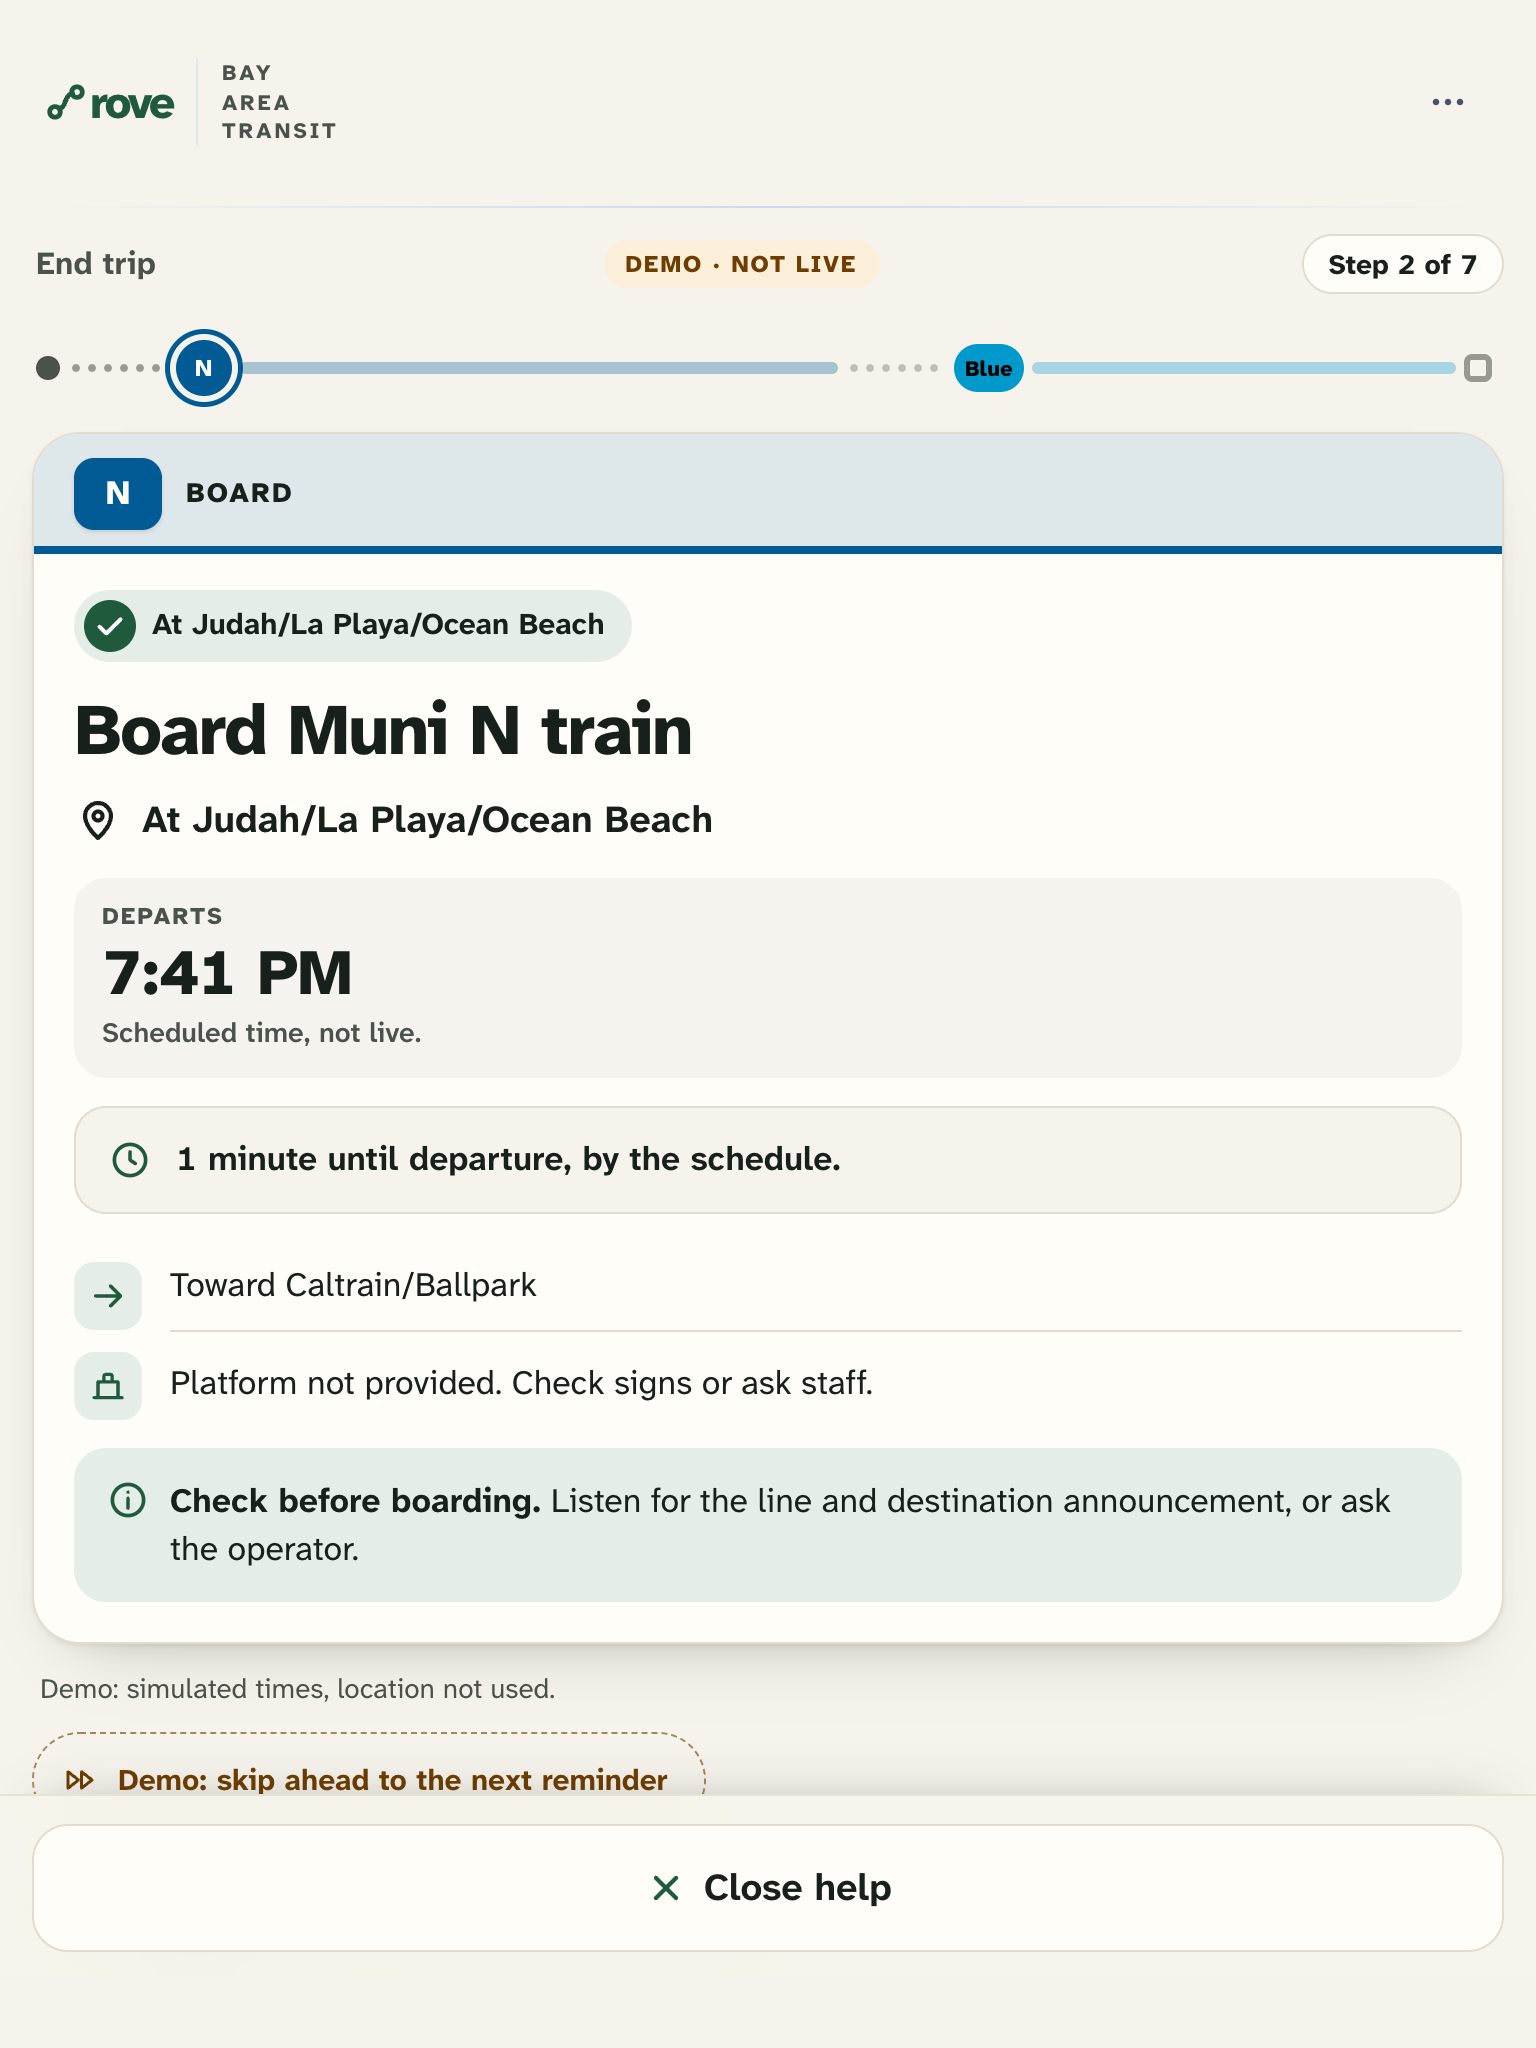 rove
BAY
AREA
TRANSIT
End trip
DEMO · NOT LIVE
Step 2 of 7
N
Blue
N
BOARD
At Judah/La Playa/Ocean Beach
Board Muni N train
At Judah/La Playa/Ocean Beach
DEPARTS
7:41 PM
Scheduled time, not live.
1 minute until departure, by the schedule.
Toward Caltrain/Ballpark
Platform not provided. Check signs or ask staff.
Check before boarding. Listen for the line and destination announcement, or ask
the operator.
Demo: simulated times, location not used.
Demo: skip ahead to the next reminder
Close help